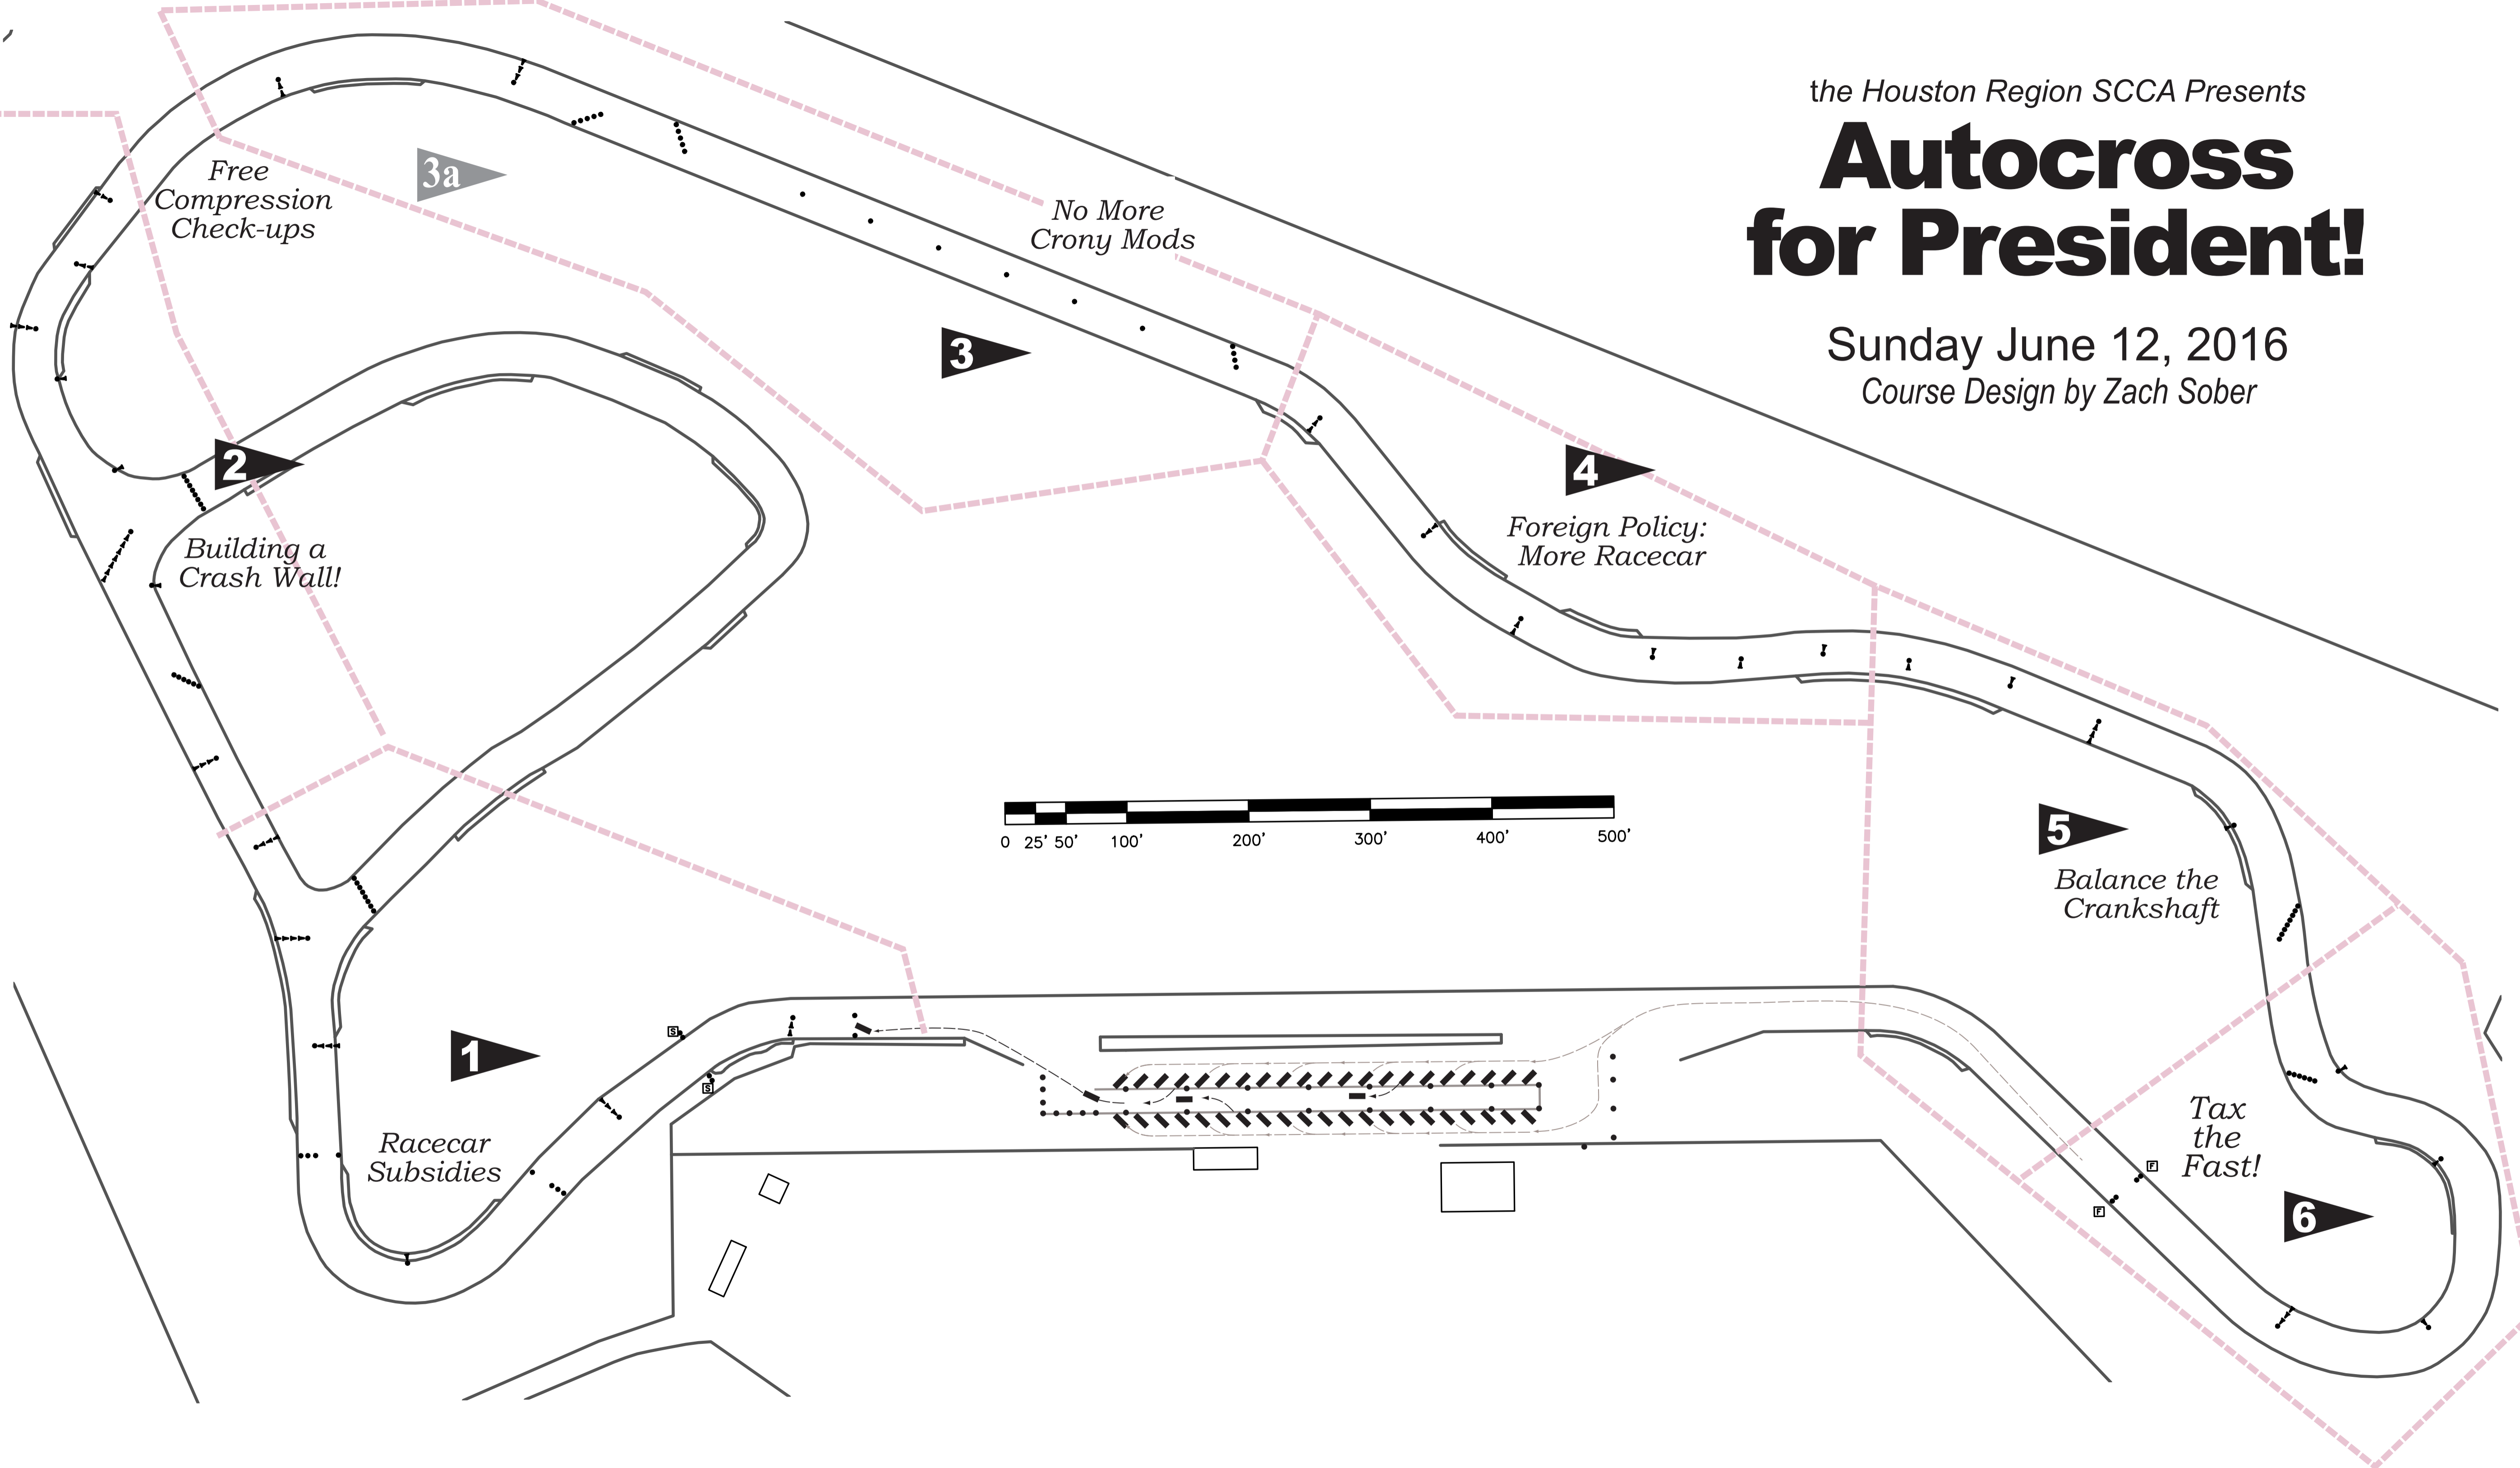 the Houston Region SCCA Presents
Autocross
for President!
Sunday June 12, 2016
Course Design by Zach Sober
Free
Compression
Check-ups
3a
No More
Crony Mods
3
2
4
Foreign Policy:
More Racecar
Building a
Crash Wall!
0 25' 50' 100' 200' 300' 400' 500'
5
Balance the
Crankshaft
S
1
S
Racecar
Subsidies
Tax
the
Fast!
F
F
6